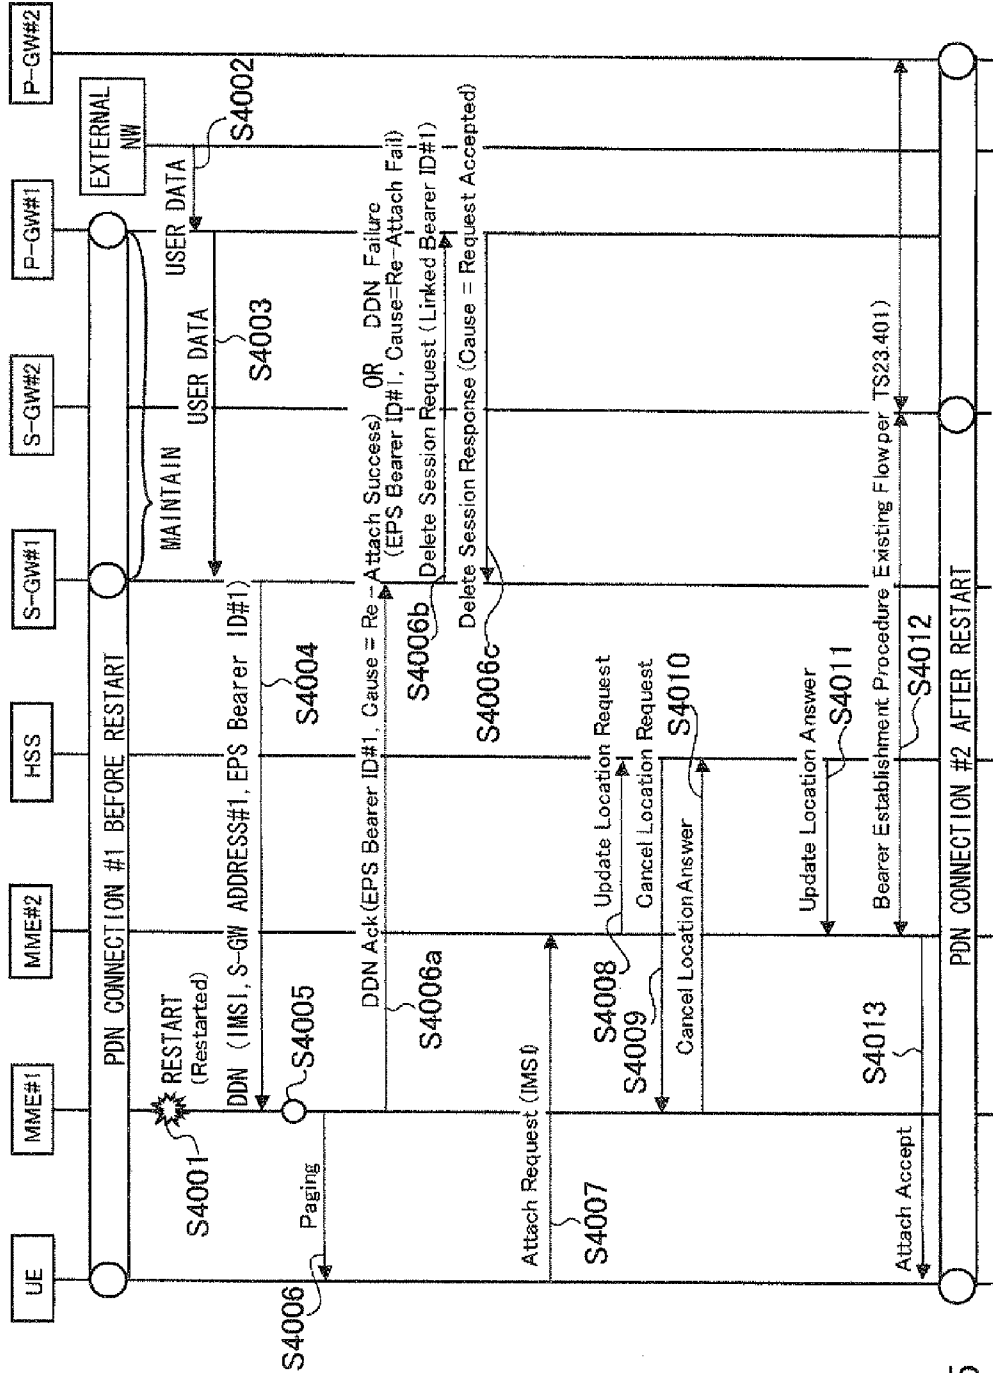 UE
MME#1
MME#2
HSS
S-GW#1
S-GW#2
P-GW#1
EXTERNAL
NW
P-GW#2
PDN CONNECTION #1 BEFORE RESTART
MAINTAIN
S4001
RESTART
(Restarted)
USER DATA
S4002
USER DATA
S4003
DDN (IMSI, S-GW ADDRESS#1, EPS Bearer ID#1)
S4004
S4005
Paging
S4006
DDN Ack(EPS Bearer ID#1, Cause = Re-Attach Success) OR DDN Failure
(EPS Bearer ID#1, Cause=Re-Attach Fail)
S4006a
S4006b
Delete Session Request (Linked Bearer ID#1)
Delete Session Response (Cause = Request Accepted)
S4006c
Attach Request (IMSI)
S4007
Update Location Request
S4008
Cancel Location Request
S4009
Cancel Location Answer
S4010
Update Location Answer
S4011
Bearer Establishment Procedure Existing Flow per TS23.401
S4012
Attach Accept
S4013
PDN CONNECTION #2 AFTER RESTART
5